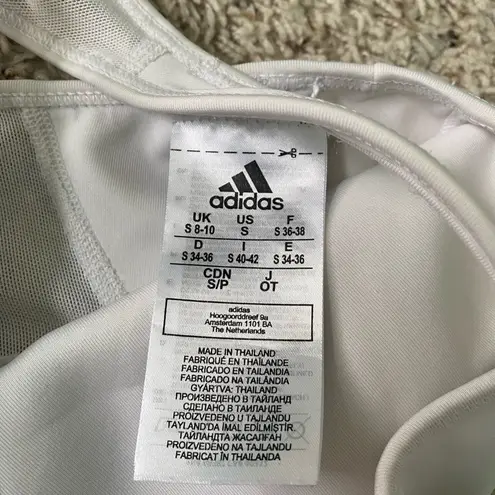 adidas
UK US F
S 8-10 S S 36-38
D I E
S 34-36 S 40-42 S 34-36
CDN J
S/P OT
adidas
Hoogoorddreef 9a
Amsterdam 1101 BA
The Netherlands
MADE IN THAILAND
FABRIQUÉ EN THAÏLANDE
FABRICADO EN TAILANDIA
FABRICADO NA TAILÂNDIA
GYÁRTVA: THAIFÖLD
ПРОИЗВЕДЕНО В ТАИЛАНД
СДЕЛАНО В ТАИЛАНДЕ
PROIZVEDENO U TAJLANDU
TAYLAND'DA İMAL EDİLMİŞTİR
ТАЙЛАНДТА ЖАСАЛҒАН
PROIZVEDENO NA TAJLANDU
FABRICAT ÎN THAILANDA